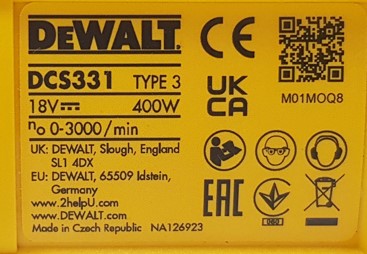 DEWALT
DCS331 TYPE 3
18V⎓ 400W
no 0-3000/min
UK: DEWALT, Slough, England
SL1 4DX
EU: DEWALT, 65509 Idstein,
Germany
www.2helpU.com
www.DEWALT.com
Made in Czech Republic NA126923
CE
M01MOQ8
UK
CA
EAC